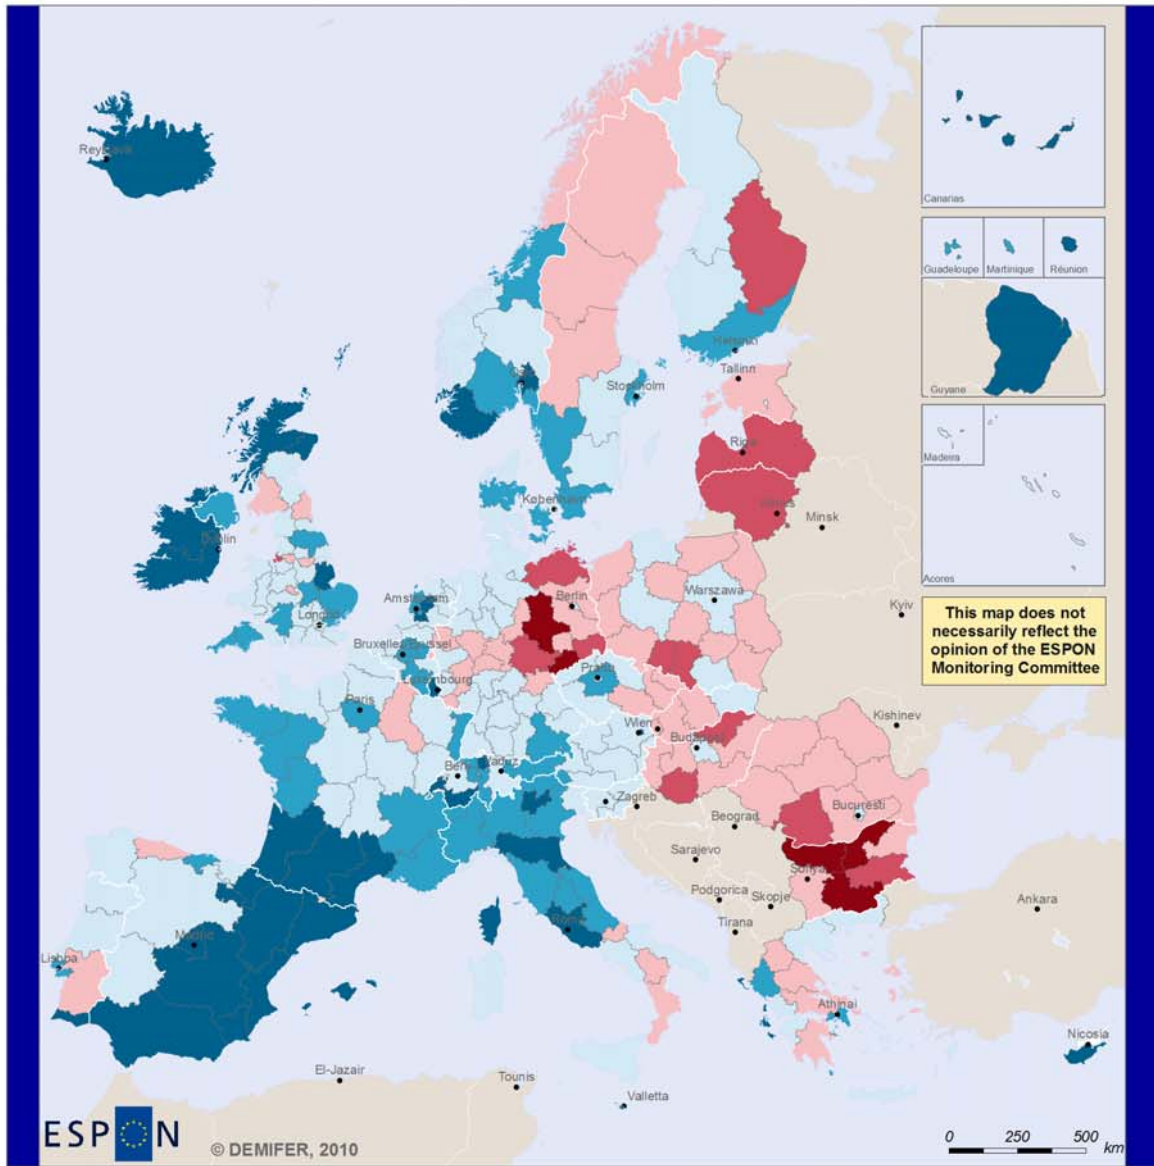 Reykjavik
Canarias
Guadeloupe
Martinique
Réunion
Guyane
Madeira
Acores
This map does not
necessarily reflect the
opinion of the ESPON
Monitoring Committee
Helsinki
Tallinn
Stockholm
Riga
København
Minsk
Dublin
Amsterdam
Berlin
Warszawa
London
Kyiv
Bruxelles/Brussel
Luxembourg
Praha
Paris
Wien
Kishinev
Budapest
Bern
Vaduz
Zagreb
Bucuresti
Beograd
Sarajevo
Sofiya
Podgorica
Skopje
Ankara
Roma
Tirana
Madrid
Lisboa
Athinai
Nicosia
El-Jazair
Tounis
Valletta
ESPON
© DEMIFER, 2010
0 250 500
km